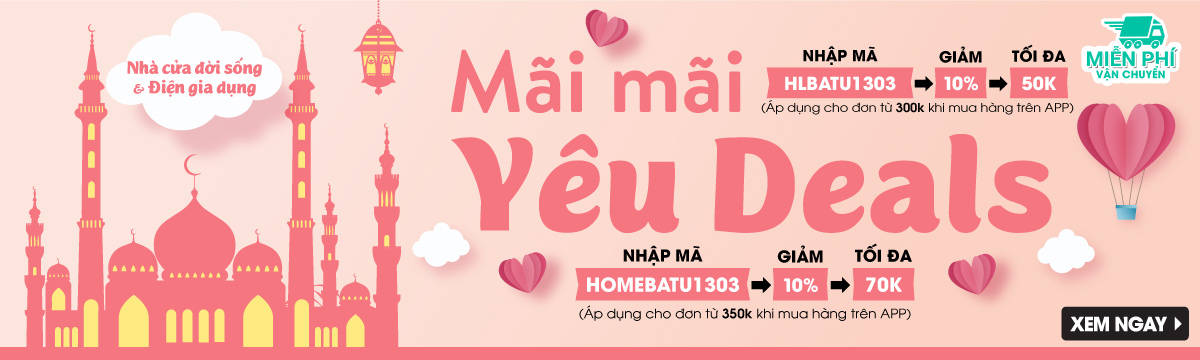 Nhà cửa đời sống
& Điện gia dụng
Mãi mãi
Yêu Deals
NHẬP MÃ GIẢM TỐI ĐA
HLBATU1303 10% 50K
(Áp dụng cho đơn từ 300k khi mua hàng trên APP)
MIỄN PHÍ
VẬN CHUYỂN
NHẬP MÃ GIẢM TỐI ĐA
HOMEBATU1303 10% 70K
(Áp dụng cho đơn từ 350k khi mua hàng trên APP)
XEM NGAY